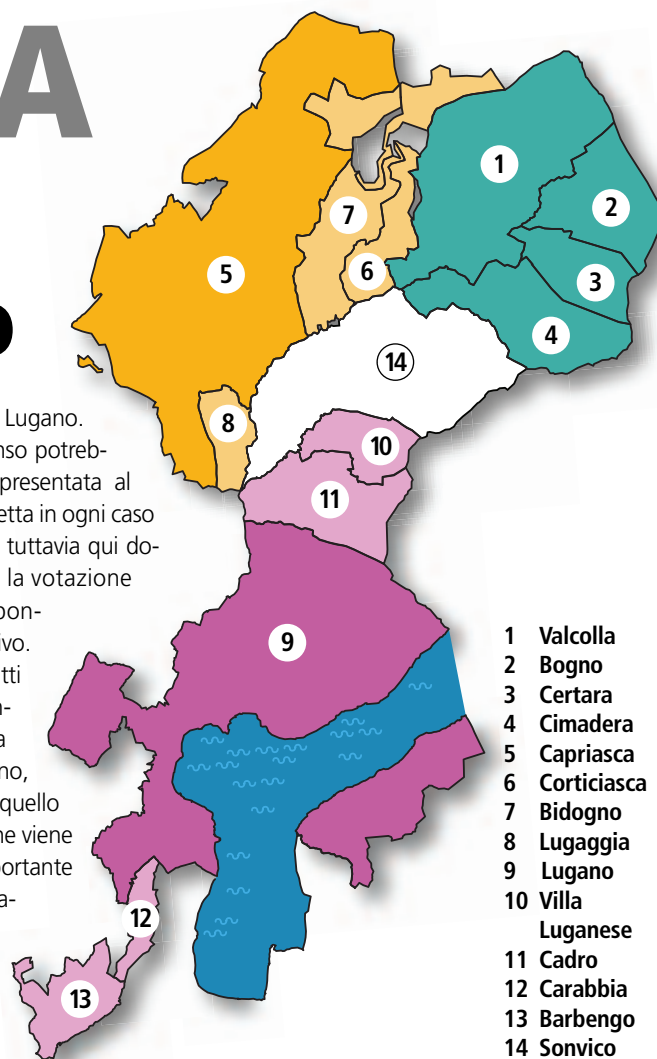 A
Lugano.
nso potreb-
presentata al
etta in ogni caso
tuttavia qui do-
la votazione
pon-
ivo.
tti
n-
a
no,
quello
ne viene
portante
a-
1
2
7
5
6
3
4
14
8
10
11
9
12
13
1 Valcolla
2 Bogno
3 Certara
4 Cimadera
5 Capriasca
6 Corticiasca
7 Bidogno
8 Lugaggia
9 Lugano
10 Villa
Luganese
11 Cadro
12 Carabbia
13 Barbengo
14 Sonvico